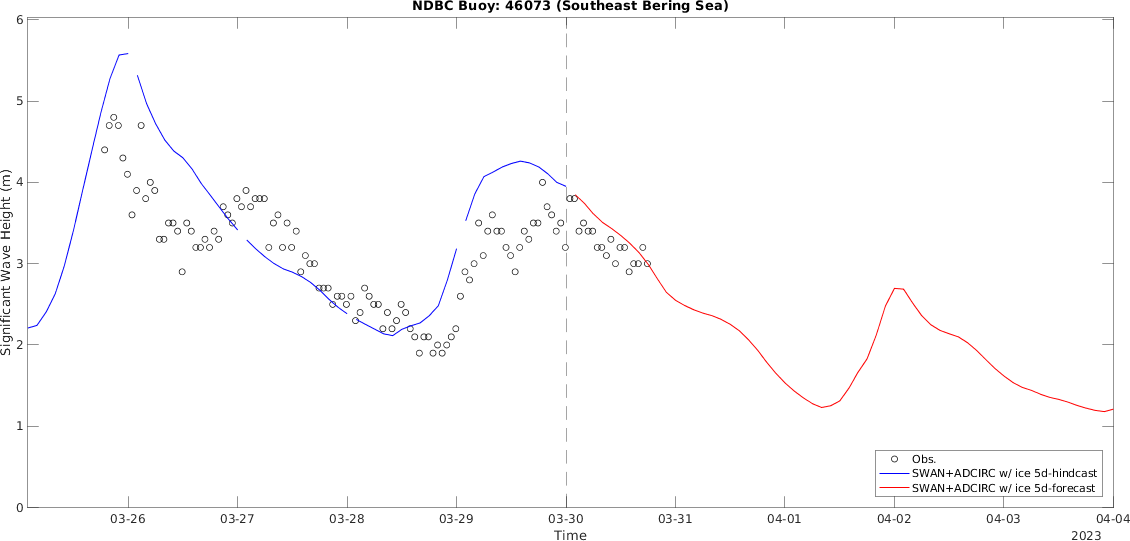 NDBC Buoy: 46073 (Southeast Bering Sea)
6
5
4
3
2
1
0
Significant Wave Height (m)
Obs.
SWAN+ADCIRC w/ ice 5d-hindcast
SWAN+ADCIRC w/ ice 5d-forecast
03-26 03-27 03-28 03-29 03-30 03-31 04-01 04-02 04-03 04-04
Time
2023